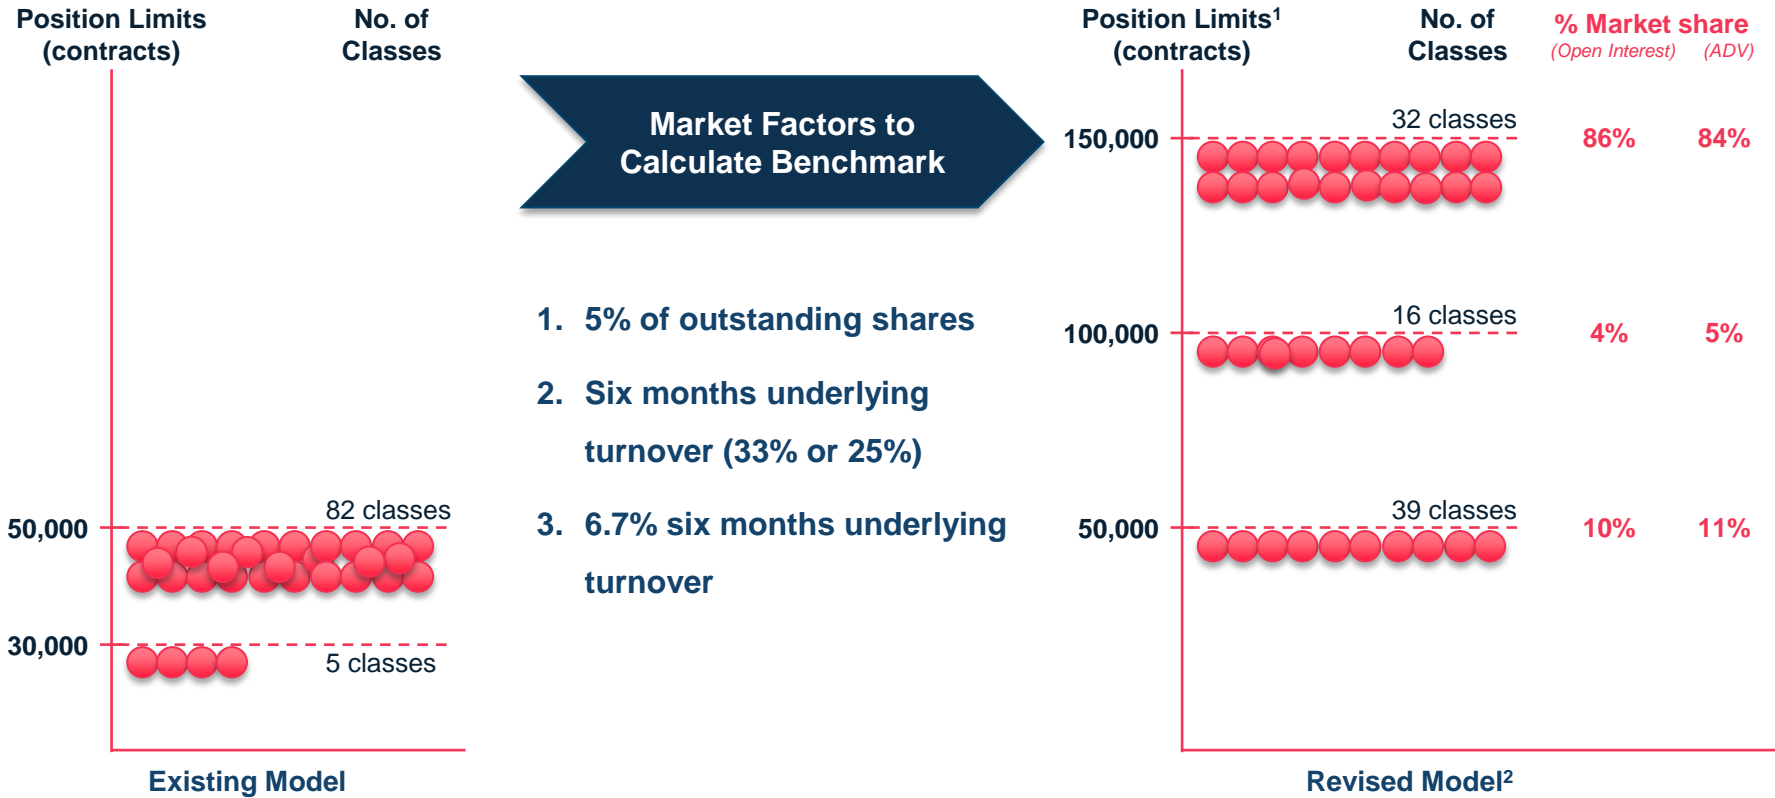 Position Limits
(contracts)
No. of
Classes
50,000
82 classes
30,000
5 classes
Existing Model
Market Factors to
Calculate Benchmark
1. 5% of outstanding shares
2. Six months underlying
turnover (33% or 25%)
3. 6.7% six months underlying
turnover
Position Limits¹
(contracts)
No. of
Classes
% Market share
(Open Interest) (ADV)
150,000
32 classes
86% 84%
100,000
16 classes
4% 5%
50,000
39 classes
10% 11%
Revised Model²